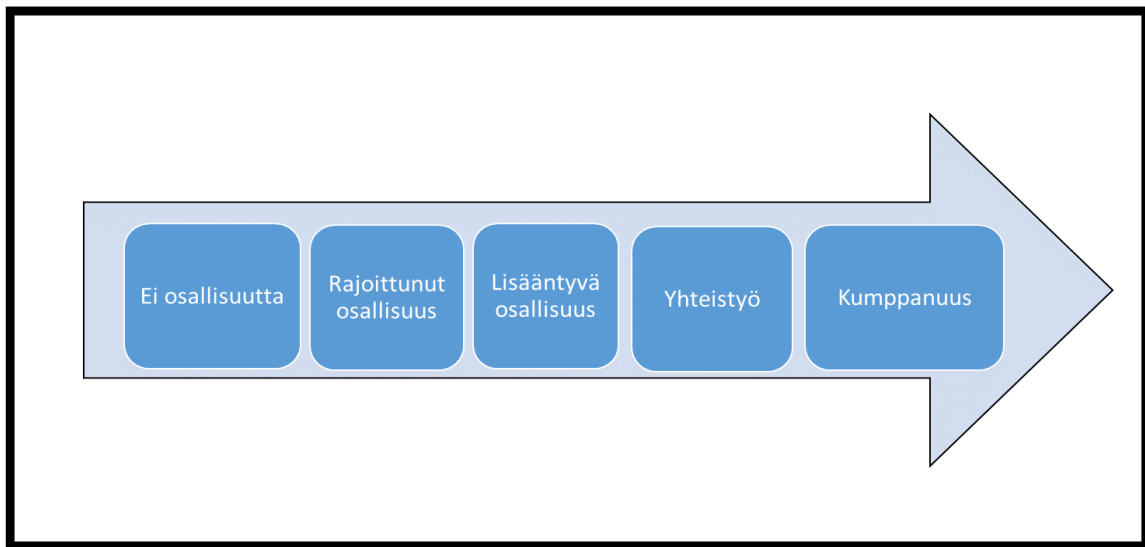 Ei osallisuutta
Rajoittunut
osallisuus
Lisääntyvä
osallisuus
Yhteistyö
Kumppanuus